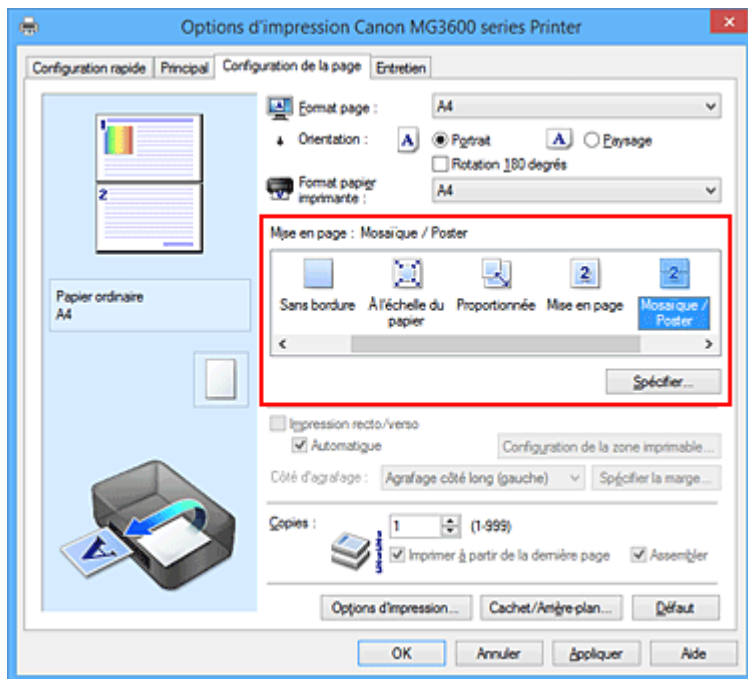 Options d'impression Canon MG3600 series Printer
Configuration rapide
Principal
Configuration de la page
Entretien
1
2
Papier ordinaire
A4
Format page :
A4
Orientation :
A
Portrait
A
Paysage
Rotation 180 degrés
Format papier
imprimante :
A4
Mise en page : Mosaïque / Poster
Sans bordure
À l'échelle du
papier
Proportionnée
2
Mise en page
2
Mosaïque /
Poster
Spécifier...
Impression recto/verso
Automatique
Configuration de la zone imprimable...
Côté d'agrafage :
Agrafage côté long (gauche)
Spécifier la marge...
Copies :
1
(1-999)
Imprimer à partir de la dernière page
Assembler
A
Options d'impression...
Cachet/Arrière-plan...
Défaut
OK
Annuler
Appliquer
Aide